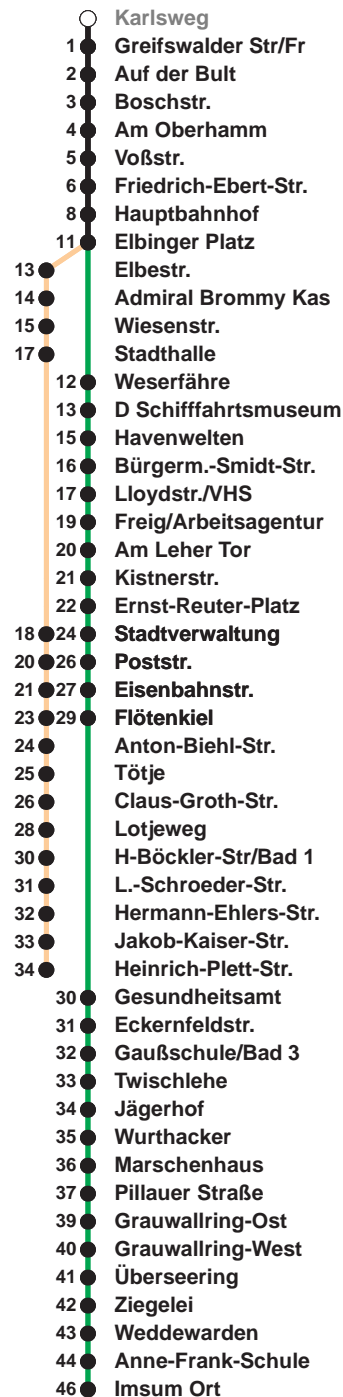 Karlsweg
1 Greifswalder Str/Fr
2 Auf der Bult
3 Boschstr.
4 Am Oberhamm
5 Voßstr.
6 Friedrich-Ebert-Str.
8 Hauptbahnhof
11 Elbinger Platz
13 Elbestr.
14 Admiral Brommy Kas
15 Wiesenstr.
17 Stadthalle
12 Weserfähre
13 D Schifffahrtsmuseum
15 Havenwelten
16 Bürgerm.-Smidt-Str.
17 Lloydstr./VHS
19 Freig/Arbeitsagentur
20 Am Leher Tor
21 Kistnerstr.
22 Ernst-Reuter-Platz
18 24 Stadtverwaltung
20 26 Poststr.
21 27 Eisenbahnstr.
23 29 Flötenkiel
24 Anton-Biehl-Str.
25 Tötje
26 Claus-Groth-Str.
28 Lotjeweg
30 H-Böckler-Str/Bad 1
31 L.-Schroeder-Str.
32 Hermann-Ehlers-Str.
33 Jakob-Kaiser-Str.
34 Heinrich-Plett-Str.
30 Gesundheitsamt
31 Eckernfeldstr.
32 Gaußschule/Bad 3
33 Twischlehe
34 Jägerhof
35 Wurthacker
36 Marschenhaus
37 Pillauer Straße
39 Grauwallring-Ost
40 Grauwallring-West
41 Überseering
42 Ziegelei
43 Weddewarden
44 Anne-Frank-Schule
46 Imsum Ort